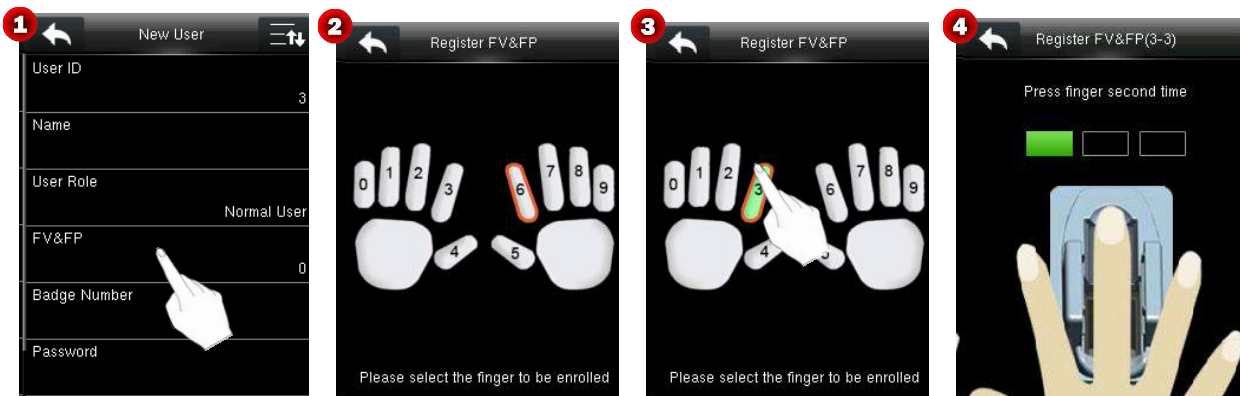 1
New User
User ID
3
Name
User Role
Normal User
FV&FP
0
Badge Number
Password
2
Register FV&FP
0 1 2 3 6 7 8 9
4 5
Please select the finger to be enrolled
3
Register FV&FP
0 1 2 3 6 7 8 9
4 5
Please select the finger to be enrolled
4
Register FV&FP(3-3)
Press finger second time